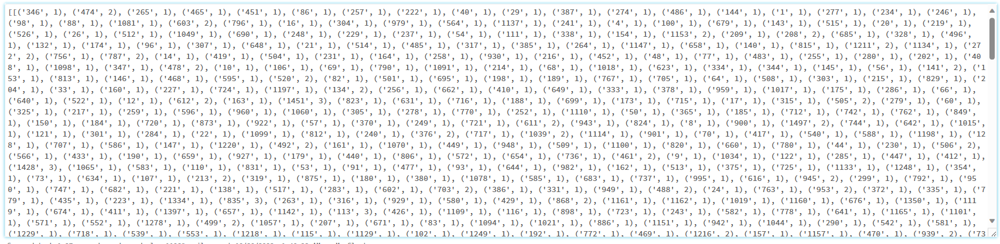 [[('346', 1), ('474', 2), ('265', 1), ('465', 1), ('451', 1), ('86', 1), ('257', 1), ('222', 1), ('40', 1), ('29', 1), ('387', 1), ('274', 1), ('486', 1), ('144', 1), ('1', 1), ('277', 1), ('234', 1), ('246', 1),
('98', 1), ('88', 1), ('1081', 1), ('603', 2), ('796', 1), ('16', 1), ('304', 1), ('979', 1), ('564', 1), ('1137', 1), ('241', 1), ('4', 1), ('100', 1), ('679', 1), ('143', 1), ('515', 1), ('20', 1), ('219', 1),
('526', 1), ('26', 1), ('512', 1), ('1049', 1), ('690', 1), ('248', 1), ('229', 1), ('237', 1), ('54', 1), ('111', 1), ('338', 1), ('154', 1), ('1153', 2), ('209', 1), ('208', 2), ('685', 1), ('328', 1), ('496',
1), ('132', 1), ('174', 1), ('96', 1), ('307', 1), ('648', 1), ('21', 1), ('514', 1), ('485', 1), ('317', 1), ('385', 1), ('264', 1), ('1147', 1), ('658', 1), ('140', 1), ('815', 1), ('1211', 2), ('1134', 1), ('27
2', 2), ('756', 1), ('787', 2), ('14', 1), ('419', 1), ('504', 1), ('231', 1), ('164', 1), ('258', 1), ('930', 1), ('216', 1), ('452', 1), ('48', 1), ('77', 1), ('483', 1), ('255', 1), ('280', 1), ('202', 1), ('40
8', 1), ('1098', 1), ('347', 1), ('478', 2), ('10', 1), ('106', 1), ('69', 1), ('790', 1), ('1091', 1), ('214', 1), ('68', 1), ('1018', 1), ('623', 1), ('334', 1), ('344', 1), ('145', 1), ('56', 1), ('141', 2), ('1
53', 1), ('813', 1), ('146', 1), ('468', 1), ('595', 1), ('520', 2), ('82', 1), ('501', 1), ('695', 1), ('198', 1), ('189', 1), ('767', 1), ('705', 1), ('64', 1), ('508', 1), ('303', 1), ('215', 1), ('829', 1), ('2
04', 1), ('33', 1), ('160', 1), ('227', 1), ('724', 1), ('1197', 1), ('134', 2), ('256', 1), ('662', 1), ('410', 1), ('649', 1), ('333', 1), ('378', 1), ('959', 1), ('1017', 1), ('175', 1), ('286', 1), ('66', 1),
('640', 1), ('522', 1), ('12', 1), ('612', 2), ('163', 1), ('1451', 3), ('823', 1), ('631', 1), ('716', 1), ('188', 1), ('699', 1), ('173', 1), ('715', 1), ('17', 1), ('315', 1), ('505', 2), ('279', 1), ('60', 1),
('325', 1), ('217', 1), ('259', 1), ('596', 1), ('960', 1), ('1060', 1), ('305', 1), ('278', 1), ('770', 1), ('252', 1), ('1110', 1), ('50', 1), ('365', 1), ('185', 1), ('712', 1), ('742', 1), ('762', 1), ('849',
1), ('150', 1), ('184', 1), ('720', 1), ('873', 1), ('922', 1), ('57', 1), ('370', 1), ('249', 1), ('721', 1), ('611', 2), ('943', 1), ('824', 1), ('8', 1), ('900', 1), ('1497', 2), ('744', 1), ('642', 1), ('1015',
1), ('121', 1), ('301', 1), ('284', 1), ('22', 1), ('1099', 1), ('812', 1), ('240', 1), ('376', 2), ('717', 1), ('1039', 2), ('1114', 1), ('901', 1), ('70', 1), ('417', 1), ('540', 1), ('588', 1), ('1198', 1), ('12
8', 1), ('707', 1), ('586', 1), ('147', 1), ('1220', 1), ('492', 2), ('161', 1), ('1070', 1), ('449', 1), ('948', 1), ('509', 1), ('1100', 1), ('820', 1), ('660', 1), ('780', 1), ('44', 1), ('230', 1), ('506', 2),
('566', 1), ('433', 1), ('190', 1), ('659', 1), ('927', 1), ('179', 1), ('440', 1), ('806', 1), ('572', 1), ('654', 1), ('736', 1), ('461', 2), ('9', 1), ('1034', 1), ('122', 1), ('285', 1), ('447', 1), ('412', 1),
('1428', 3), ('1065', 1), ('583', 1), ('110', 1), ('831', 1), ('53', 1), ('91', 1), ('477', 1), ('93', 1), ('644', 1), ('982', 1), ('162', 1), ('513', 1), ('375', 1), ('725', 1), ('1133', 1), ('1248', 1), ('354',
1), ('73', 1), ('634', 1), ('107', 1), ('213', 2), ('319', 1), ('875', 1), ('180', 1), ('380', 1), ('1078', 1), ('585', 1), ('683', 1), ('737', 1), ('995', 1), ('616', 1), ('945', 2), ('299', 1), ('792', 1), ('95
0', 1), ('747', 1), ('682', 1), ('221', 1), ('138', 1), ('517', 1), ('283', 1), ('602', 1), ('703', 2), ('386', 1), ('331', 1), ('949', 1), ('488', 2), ('24', 1), ('763', 1), ('953', 2), ('372', 1), ('335', 1), ('7
79', 1), ('435', 1), ('223', 1), ('1334', 1), ('835', 3), ('263', 1), ('316', 1), ('929', 1), ('580', 1), ('429', 1), ('868', 2), ('1161', 1), ('1162', 1), ('1019', 1), ('1160', 1), ('676', 1), ('1350', 1), ('111
9', 1), ('674', 1), ('411', 1), ('1397', 1), ('657', 1), ('1142', 1), ('113', 3), ('426', 1), ('1109', 1), ('116', 1), ('898', 1), ('723', 1), ('243', 1), ('582', 1), ('778', 1), ('641', 1), ('1165', 1), ('1101',
1), ('571', 1), ('552', 1), ('1278', 1), ('499', 2), ('1057', 1), ('207', 1), ('671', 1), ('83', 1), ('1094', 1), ('1021', 1), ('886', 1), ('1151', 1), ('942', 1), ('1044', 1), ('290', 1), ('542', 1), ('581', 1),
('1229', 1), ('718', 1), ('539', 1), ('553', 1), ('1218', 1), ('115', 1), ('1129', 1), ('102', 1), ('1249', 1), ('192', 1), ('772', 1), ('469', 1), ('1216', 2), ('157', 1), ('1157', 1), ('470', 1), ('939', 2), ('73